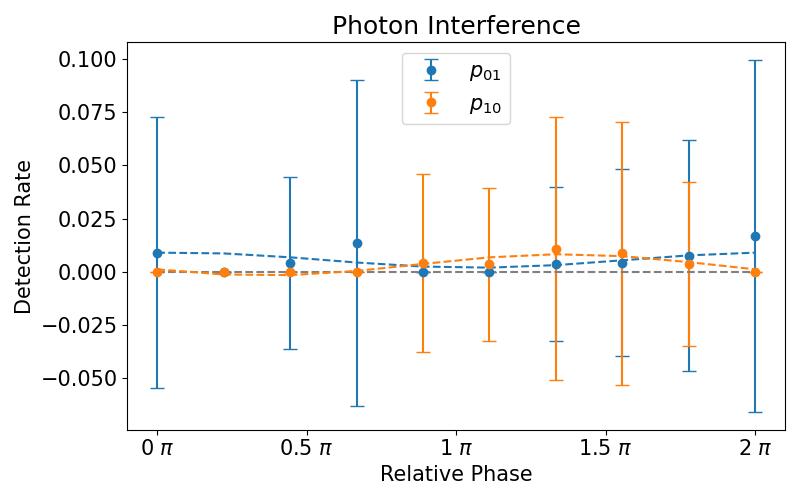 Photon Interference
p01
p10
Detection Rate
0.100
0.075
0.050
0.025
0.000
−0.025
−0.050
0 π
0.5 π
1 π
1.5 π
2 π
Relative Phase